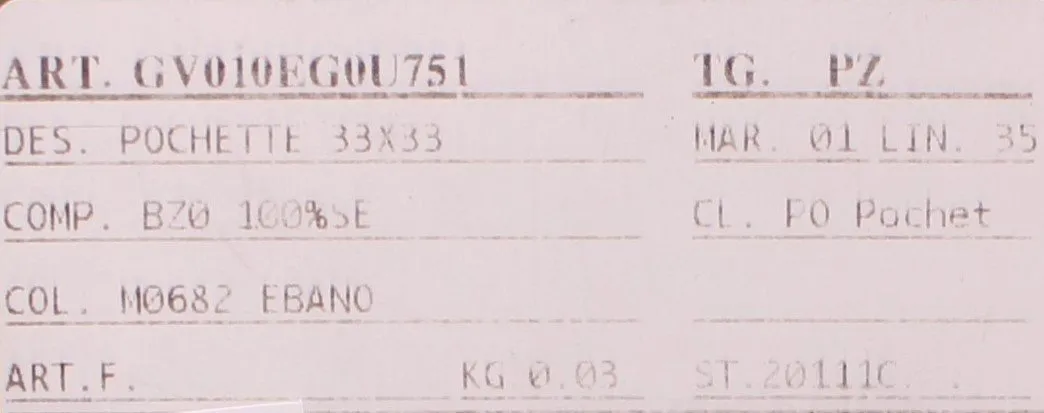 ART. GV010EG0U751 TG. PZ
DES. POCHETTE 33X33 MAR. 01 LIN. 35
COMP. BZ0 100%SE CL. PO Pochet
COL. M0682 EBANO
ART.F. KG 0.03 ST.20111C. .